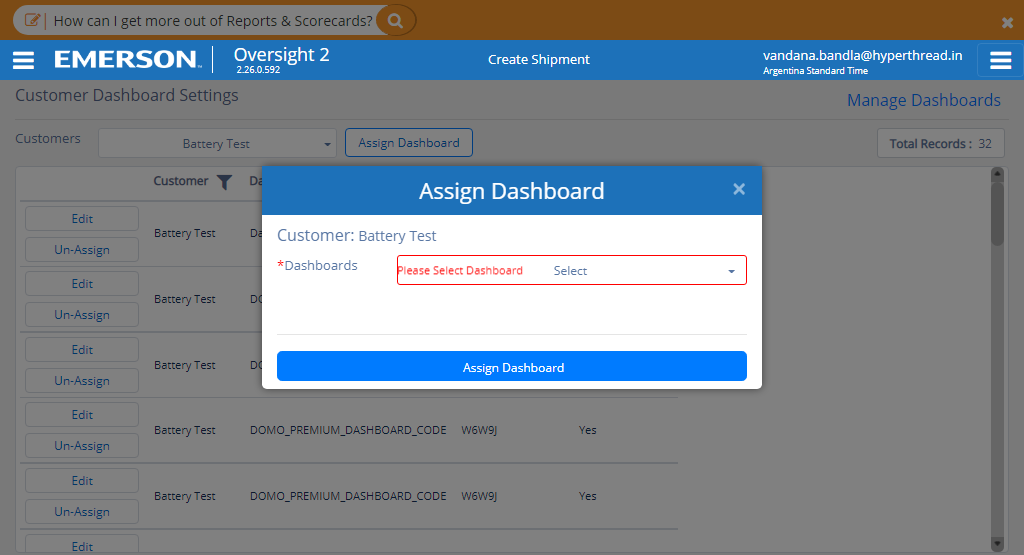 How can I get more out of Reports & Scorecards?
EMERSON Oversight 2
2.26.0.592
Create Shipment
vandana.bandla@hyperthread.in
Argentina Standard Time
Customer Dashboard Settings
Manage Dashboards
Customers
Battery Test
Assign Dashboard
Total Records : 32
Customer
Da
Edit
Un-Assign
Battery Test
Da
Edit
Un-Assign
Battery Test
DO
Edit
Un-Assign
Battery Test
DO
Edit
Un-Assign
Battery Test DOMO_PREMIUM_DASHBOARD_CODE W6W9J Yes
Edit
Un-Assign
Battery Test DOMO_PREMIUM_DASHBOARD_CODE W6W9J Yes
Edit
Assign Dashboard
×
Customer: Battery Test
*Dashboards
Please Select Dashboard
Select
Assign Dashboard